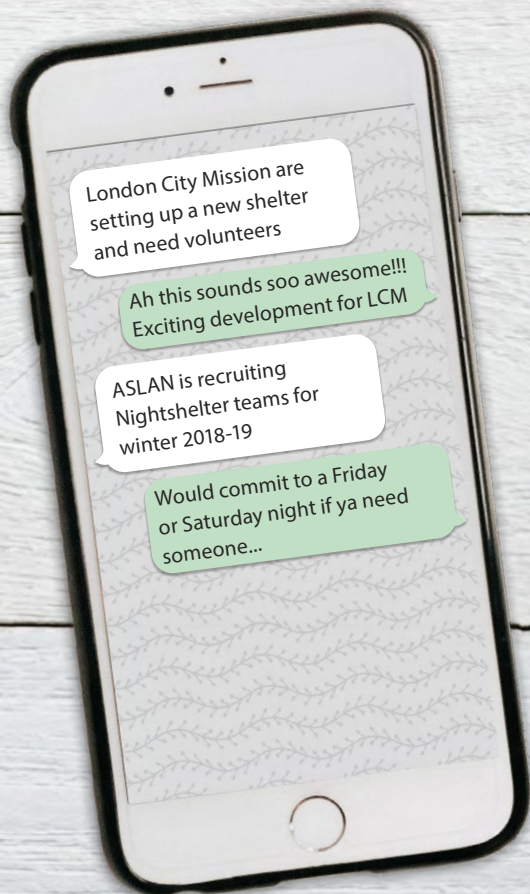 London City Mission are
setting up a new shelter
and need volunteers
Ah this sounds soo awesome!!!
Exciting development for LCM
ASLAN is recruiting
Nightshelter teams for
winter 2018-19
Would commit to a Friday
or Saturday night if ya need
someone...